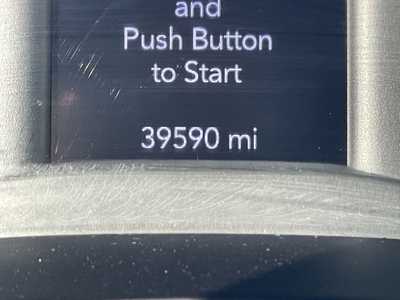 and
Push Button
to Start
39590 mi